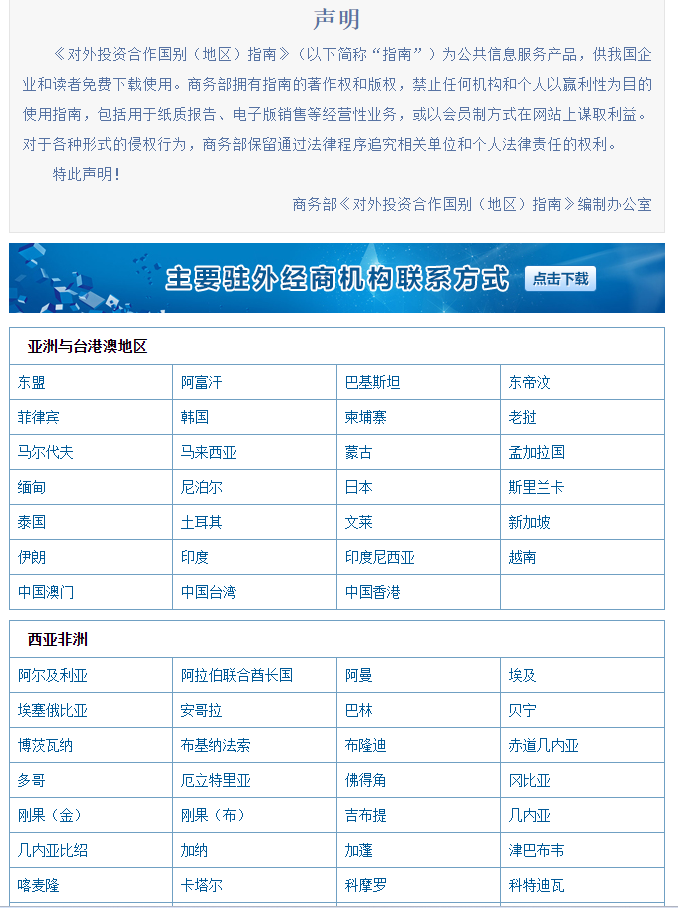 声明
《对外投资合作国别（地区）指南》（以下简称“指南”）为公共信息服务产品，供我国企
业和读者免费下载使用。商务部拥有指南的著作权和版权，禁止任何机构和个人以赢利性为目的
使用指南，包括用于纸质报告、电子版销售等经营性业务，或以会员制方式在网站上谋取利益。
对于各种形式的侵权行为，商务部保留通过法律程序追究相关单位和个人法律责任的权利。
特此声明！
商务部《对外投资合作国别（地区）指南》编制办公室
主要驻外经商机构联系方式 点击下载
亚洲与台港澳地区
东盟 阿富汗 巴基斯坦 东帝汶
菲律宾 韩国 柬埔寨 老挝
马尔代夫 马来西亚 蒙古 孟加拉国
缅甸 尼泊尔 日本 斯里兰卡
泰国 土耳其 文莱 新加坡
伊朗 印度 印度尼西亚 越南
中国澳门 中国台湾 中国香港
西亚非洲
阿尔及利亚 阿拉伯联合酋长国 阿曼 埃及
埃塞俄比亚 安哥拉 巴林 贝宁
博茨瓦纳 布基纳法索 布隆迪 赤道几内亚
多哥 厄立特里亚 佛得角 冈比亚
刚果（金） 刚果（布） 吉布提 几内亚
几内亚比绍 加纳 加蓬 津巴布韦
喀麦隆 卡塔尔 科摩罗 科特迪瓦